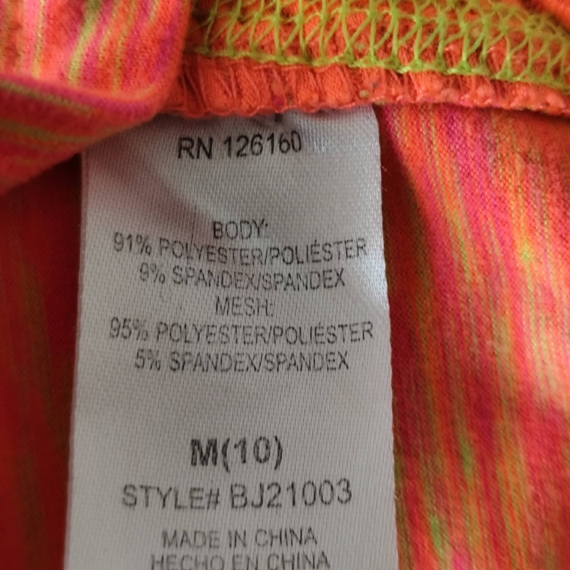 RN 126160
BODY:
91% POLYESTER/POLIÉSTER
9% SPANDEX/SPANDEX
MESH:
95% POLYESTER/POLIÉSTER
5% SPANDEX/SPANDEX
M(10)
STYLE# BJ21003
MADE IN CHINA
HECHO EN CHINA